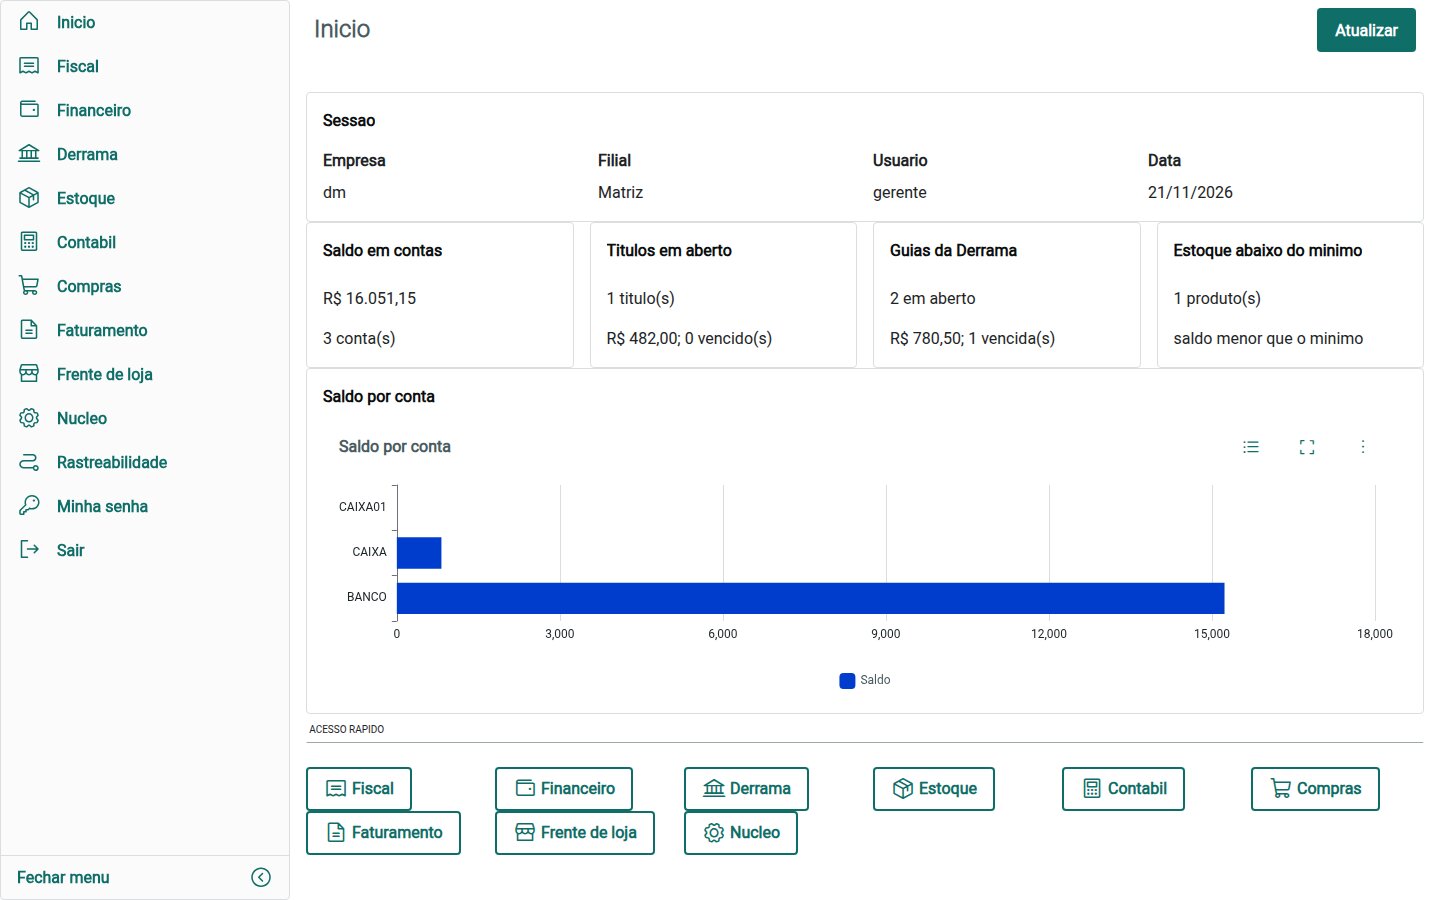 Inicio
Fiscal
Financeiro
Derrama
Estoque
Contabil
Compras
Faturamento
Frente de loja
Nucleo
Rastreabilidade
Minha senha
Sair
Fechar menu
Inicio
Atualizar
Sessao
Empresa Filial Usuario Data
dm Matriz gerente 21/11/2026
Saldo em contas
R$ 16.051,15
3 conta(s)
Titulos em aberto
1 titulo(s)
R$ 482,00; 0 vencido(s)
Guias da Derrama
2 em aberto
R$ 780,50; 1 vencida(s)
Estoque abaixo do minimo
1 produto(s)
saldo menor que o minimo
Saldo por conta
Saldo por conta
CAIXA01
CAIXA
BANCO
0 3,000 6,000 9,000 12,000 15,000 18,000
Saldo
ACESSO RAPIDO
Fiscal Financeiro Derrama Estoque Contabil Compras
Faturamento Frente de loja Nucleo